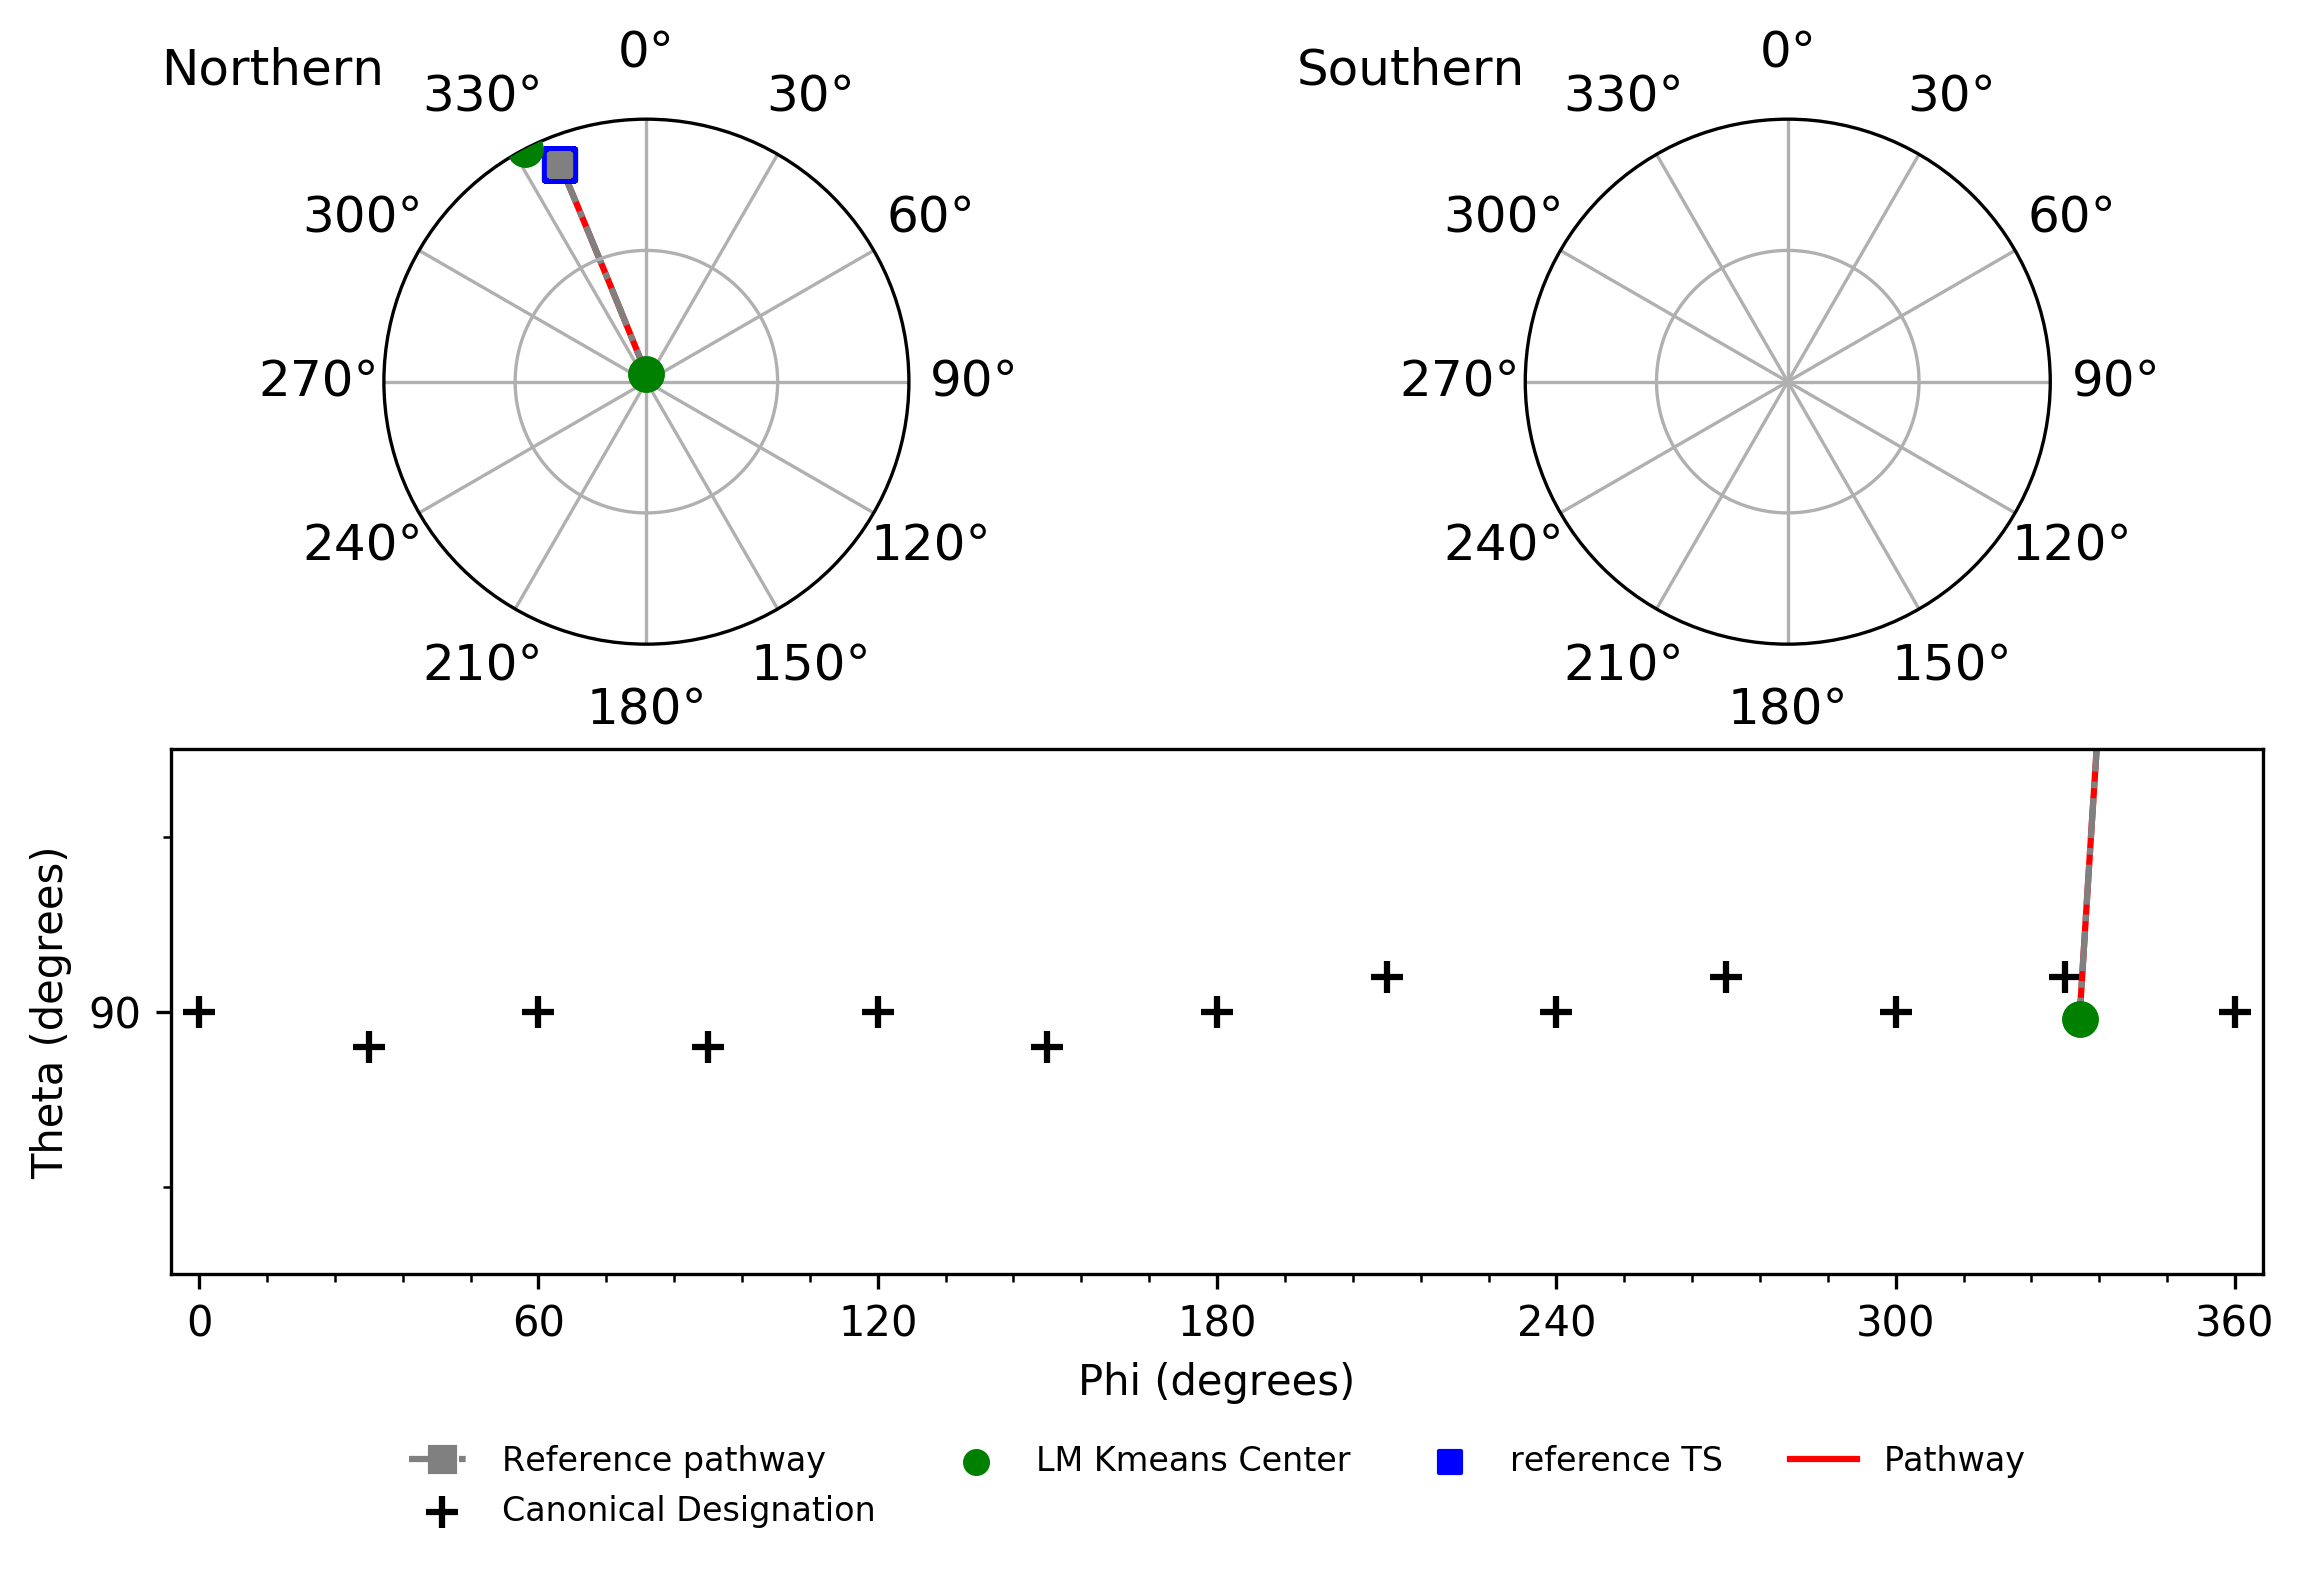 Northern
0°
330°
30°
300°
60°
270°
90°
240°
120°
210°
150°
180°
Southern
0°
330°
30°
300°
60°
270°
90°
240°
120°
210°
150°
180°
Theta (degrees)
90
0 60 120 180 240 300 360
Phi (degrees)
Reference pathway
Canonical Designation
LM Kmeans Center
reference TS
Pathway